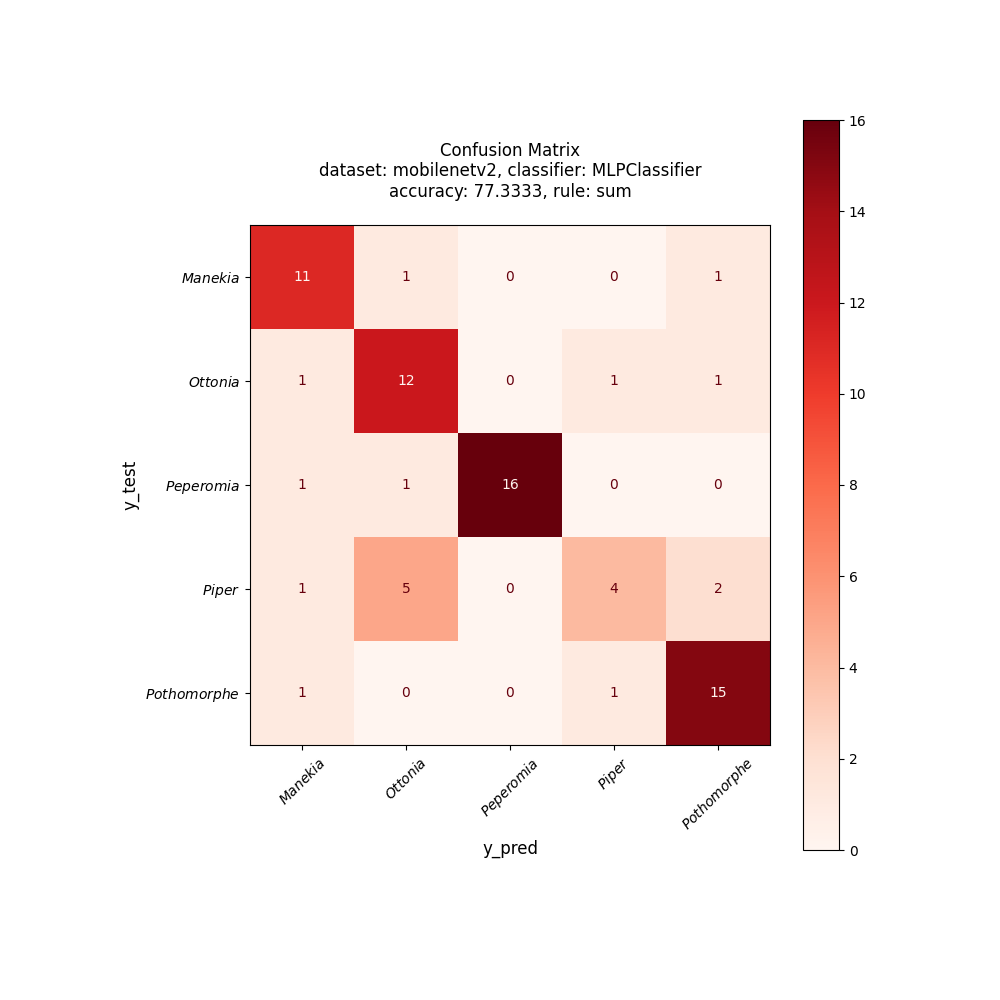 Confusion Matrix
dataset: mobilenetv2, classifier: MLPClassifier
accuracy: 77.3333, rule: sum
Manekia 11 1 0 0 1
Ottonia 1 12 0 1 1
Peperomia 1 1 16 0 0
Piper 1 5 0 4 2
Pothomorphe 1 0 0 1 15
y_test
Manekia Ottonia Peperomia Piper Pothomorphe
y_pred
16
14
12
10
8
6
4
2
0